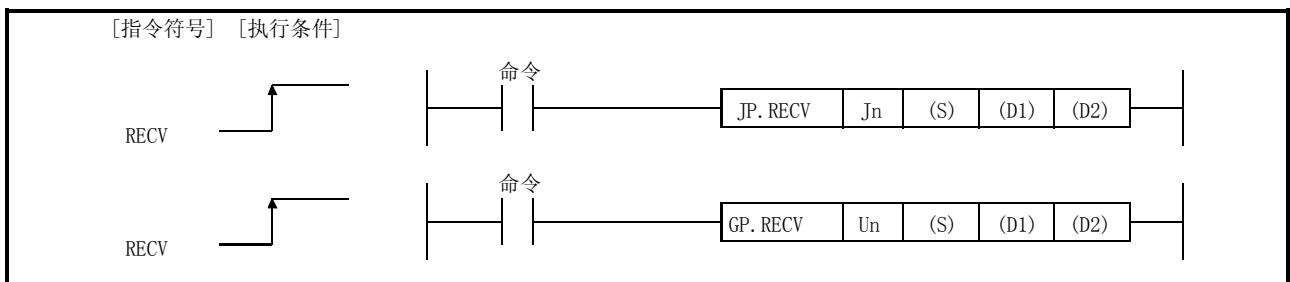 [指令符号] [执行条件]
命令
RECV JP.RECV Jn (S) (D1) (D2)
命令
RECV GP.RECV Un (S) (D1) (D2)